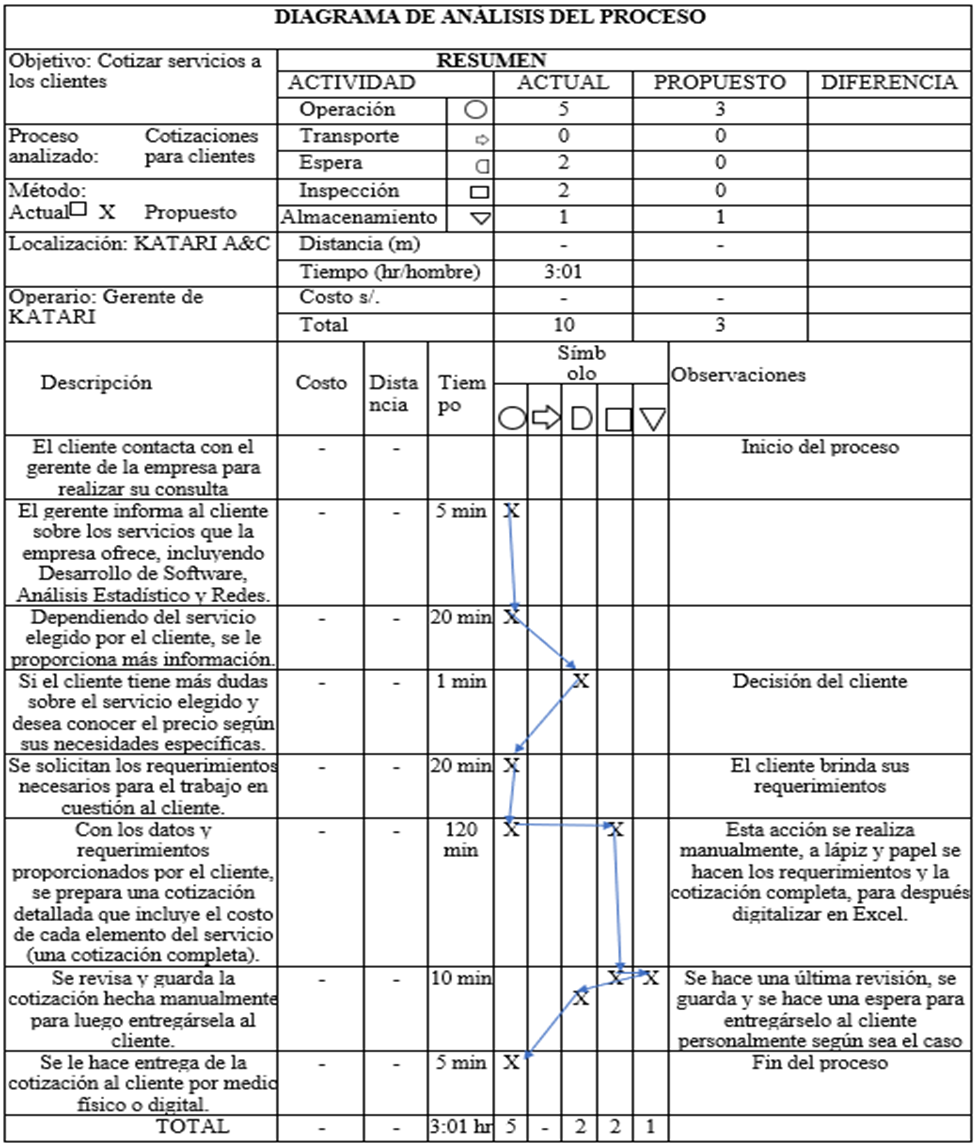 DIAGRAMA DE ANÁLISIS DEL PROCESO
Objetivo: Cotizar servicios a
los clientes
RESUMEN
ACTIVIDAD ACTUAL PROPUESTO DIFERENCIA
Operación 5 3
Proceso Cotizaciones
analizado: para clientes
Transporte 0 0
Espera 2 0
Método:
Actual X Propuesto
Inspección 2 0
Almacenamiento 1 1
Localización: KATARI A&C
Distancia (m) - -
Tiempo (hr/hombre) 3:01
Operario: Gerente de
KATARI
Costo s/. - -
Total 10 3
Descripción
Costo
Dista
ncia
Tiem
po
Símb
olo
Observaciones
El cliente contacta con el
gerente de la empresa para
realizar su consulta
- -
Inicio del proceso
El gerente informa al cliente
sobre los servicios que la
empresa ofrece, incluyendo
Desarrollo de Software,
Análisis Estadístico y Redes.
- - 5 min X
Dependiendo del servicio
elegido por el cliente, se le
proporciona más información.
- - 20 min X
Si el cliente tiene más dudas
sobre el servicio elegido y
desea conocer el precio según
sus necesidades específicas.
- - 1 min X
Decisión del cliente
Se solicitan los requerimientos
necesarios para el trabajo en
cuestión al cliente.
- - 20 min X
El cliente brinda sus
requerimientos
Con los datos y
requerimientos
proporcionados por el cliente,
se prepara una cotización
detallada que incluye el costo
de cada elemento del servicio
(una cotización completa).
- - 120
min
X X
Esta acción se realiza
manualmente, a lápiz y papel se
hacen los requerimientos y la
cotización completa, para después
digitalizar en Excel.
Se revisa y guarda la
cotización hecha manualmente
para luego entregársela al
cliente.
- - 10 min X X
X
Se hace una última revisión, se
guarda y se hace una espera para
entregárselo al cliente
personalmente según sea el caso
Se le hace entrega de la
cotización al cliente por medio
físico o digital.
- - 5 min X
Fin del proceso
TOTAL - - 3:01 hr 5 - 2 2 1